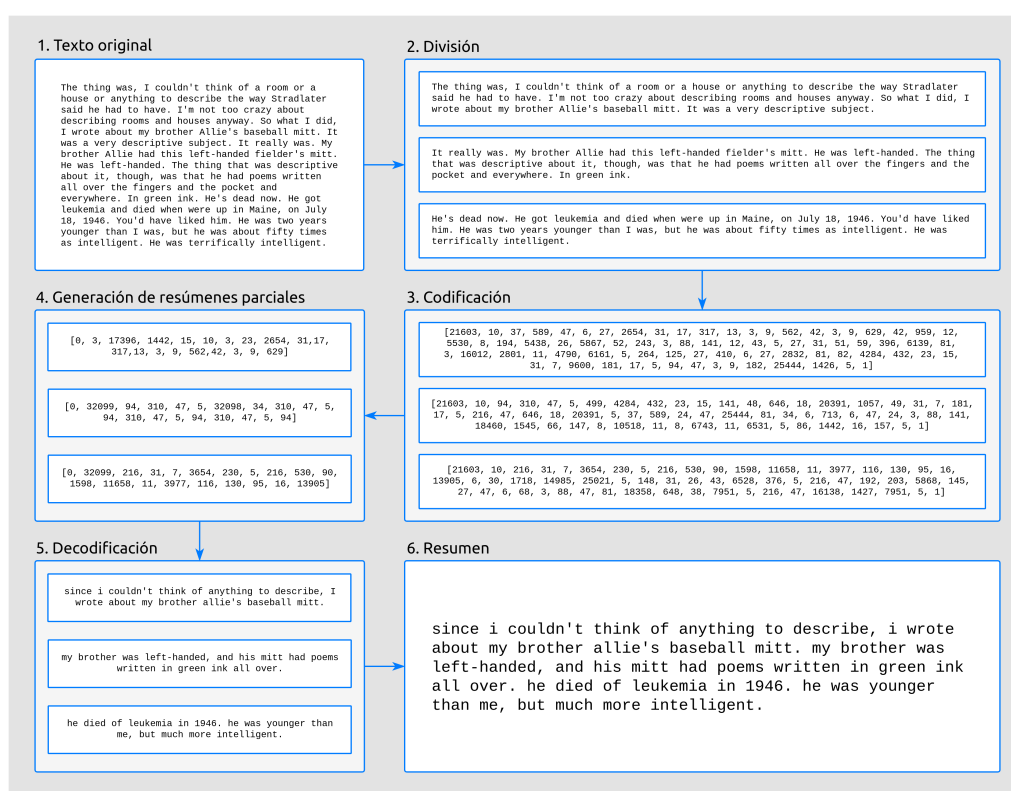 1. Texto original
The thing was, I couldn't think of a room or a
house or anything to describe the way Stradlater
said he had to have. I'm not too crazy about
describing rooms and houses anyway. So what I did,
I wrote about my brother Allie's baseball mitt. It
was a very descriptive subject. It really was. My
brother Allie had this left-handed fielder's mitt.
He was left-handed. The thing that was descriptive
about it, though, was that he had poems written
all over the fingers and the pocket and
everywhere. In green ink. He's dead now. He got
leukemia and died when were up in Maine, on July
18, 1946. You'd have liked him. He was two years
younger than I was, but he was about fifty times
as intelligent. He was terrifically intelligent.
2. División
The thing was, I couldn't think of a room or a house or anything to describe the way Stradlater
said he had to have. I'm not too crazy about describing rooms and houses anyway. So what I did, I
wrote about my brother Allie's baseball mitt. It was a very descriptive subject.
It really was. My brother Allie had this left-handed fielder's mitt. He was left-handed. The thing
that was descriptive about it, though, was that he had poems written all over the fingers and the
pocket and everywhere. In green ink.
He's dead now. He got leukemia and died when were up in Maine, on July 18, 1946. You'd have liked
him. He was two years younger than I was, but he was about fifty times as intelligent. He was
terrifically intelligent.
3. Codificación
[21603, 10, 37, 589, 47, 6, 27, 2654, 31, 17, 317, 13, 3, 9, 562, 42, 3, 9, 629, 42, 959, 12,
5530, 8, 194, 5438, 26, 5867, 52, 243, 3, 88, 141, 12, 43, 5, 27, 31, 51, 59, 396, 6139, 81,
3, 16012, 2801, 11, 4790, 6161, 5, 264, 125, 27, 410, 6, 27, 2832, 81, 82, 4284, 432, 23, 15,
31, 7, 9600, 181, 17, 5, 94, 47, 3, 9, 182, 25444, 1426, 5, 1]
[21603, 10, 94, 310, 47, 5, 499, 4284, 432, 23, 15, 141, 48, 646, 18, 20391, 1057, 49, 31, 7, 181,
17, 5, 216, 47, 646, 18, 20391, 5, 37, 589, 24, 47, 25444, 81, 34, 6, 713, 6, 47, 24, 3, 88, 141,
18460, 1545, 66, 147, 8, 10518, 11, 8, 6743, 11, 6531, 5, 86, 1442, 16, 157, 5, 1]
[21603, 10, 216, 31, 7, 3654, 230, 5, 216, 530, 90, 1598, 11658, 11, 3977, 116, 130, 95, 16,
13905, 6, 30, 1718, 14985, 25021, 5, 148, 31, 26, 43, 6528, 376, 5, 216, 47, 192, 203, 5868, 145,
27, 47, 6, 68, 3, 88, 47, 81, 18358, 648, 38, 7951, 5, 216, 47, 16138, 1427, 7951, 5, 1]
4. Generación de resúmenes parciales
[0, 3, 17396, 1442, 15, 10, 3, 23, 2654, 31,17,
317,13, 3, 9, 562,42, 3, 9, 629]
[0, 32099, 94, 310, 47, 5, 32098, 34, 310, 47, 5,
94, 310, 47, 5, 94, 310, 47, 5, 94]
[0, 32099, 216, 31, 7, 3654, 230, 5, 216, 530, 90,
1598, 11658, 11, 3977, 116, 130, 95, 16, 13905]
5. Decodificación
since i couldn't think of anything to describe, I
wrote about my brother allie's baseball mitt.
my brother was left-handed, and his mitt had poems
written in green ink all over.
he died of leukemia in 1946. he was younger than
me, but much more intelligent.
6. Resumen
since i couldn't think of anything to describe, i wrote
about my brother allie's baseball mitt. my brother was
left-handed, and his mitt had poems written in green ink
all over. he died of leukemia in 1946. he was younger
than me, but much more intelligent.